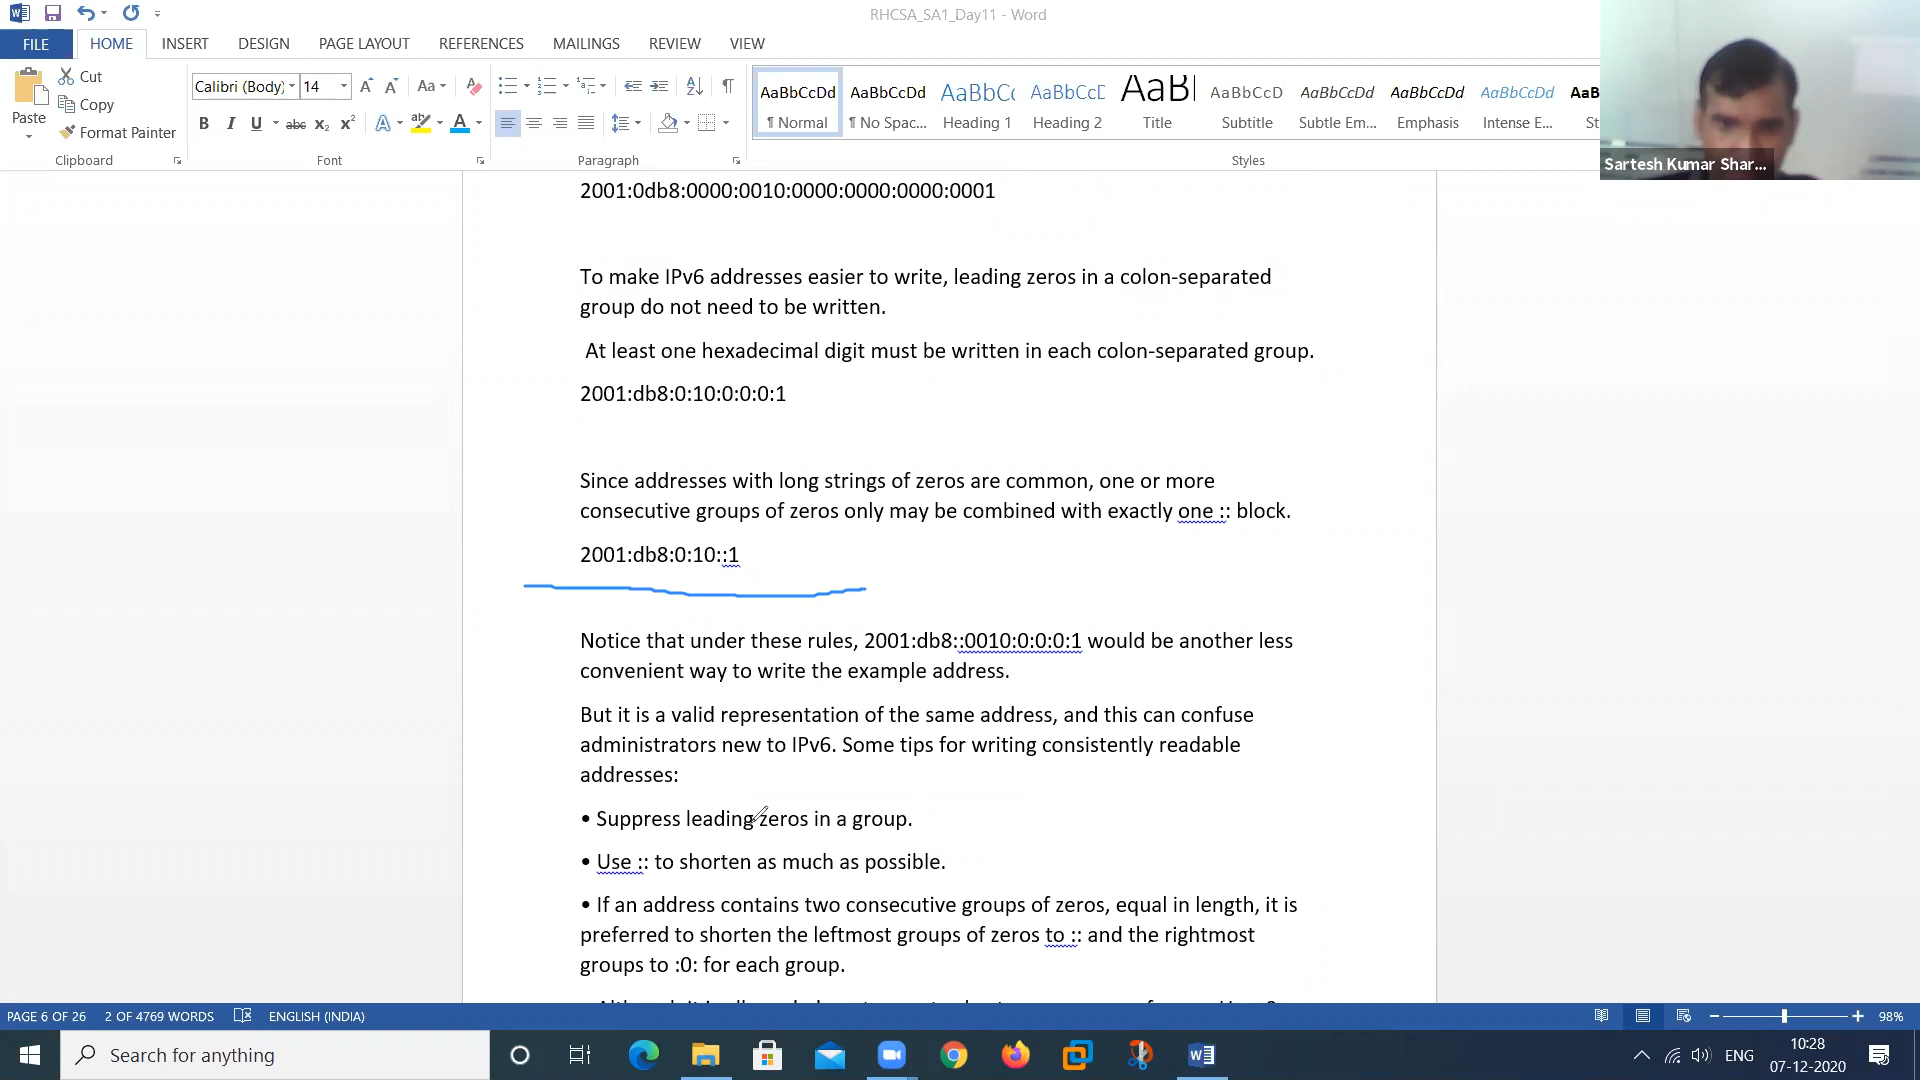 RHCSA_SA1_Day11 - Word
FILE HOME INSERT DESIGN PAGE LAYOUT REFERENCES MAILINGS REVIEW VIEW
Paste
Cut
Copy
Format Painter
Clipboard
Calibri (Body) 14
Font
Paragraph
AaBbCcDd AaBbCcDd AaBbCc AaBbCcD AaBl AaBbCcD AaBbCcDd AaBbCcDd AaBbCcDd AaBb
¶ Normal ¶ No Spac... Heading 1 Heading 2 Title Subtitle Subtle Em... Emphasis Intense E... St
Styles
Sartesh Kumar Shar...
2001:0db8:0000:0010:0000:0000:0000:0001
To make IPv6 addresses easier to write, leading zeros in a colon-separated
group do not need to be written.
At least one hexadecimal digit must be written in each colon-separated group.
2001:db8:0:10:0:0:0:1
Since addresses with long strings of zeros are common, one or more
consecutive groups of zeros only may be combined with exactly one :: block.
2001:db8:0:10::1
Notice that under these rules, 2001:db8::0010:0:0:0:1 would be another less
convenient way to write the example address.
But it is a valid representation of the same address, and this can confuse
administrators new to IPv6. Some tips for writing consistently readable
addresses:
• Suppress leading zeros in a group.
• Use :: to shorten as much as possible.
• If an address contains two consecutive groups of zeros, equal in length, it is
preferred to shorten the leftmost groups of zeros to :: and the rightmost
groups to :0: for each group.
PAGE 6 OF 26 2 OF 4769 WORDS ENGLISH (INDIA) 98%
Search for anything
ENG
10:28
07-12-2020